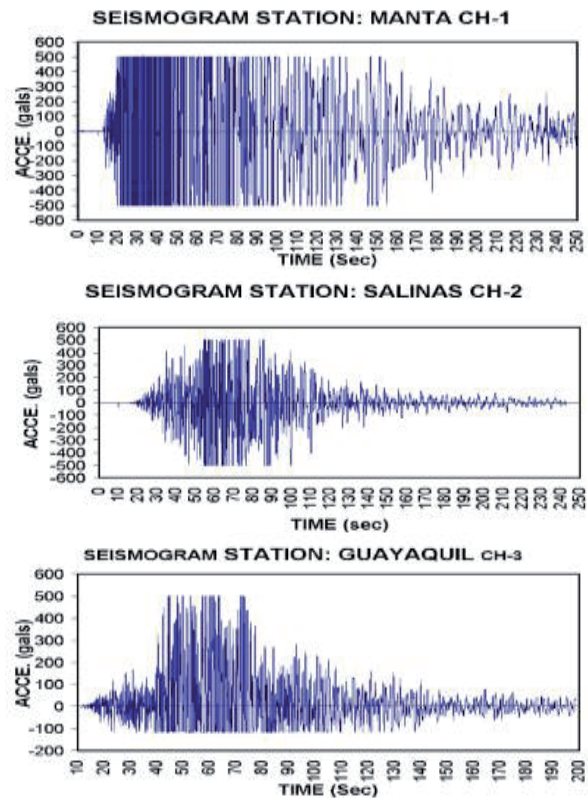 SEISMOGRAM STATION: MANTA CH-1
ACCE. (gals)
600
500
400
300
200
100
0
-100
-200
-300
-400
-500
-600
0 10 20 30 40 50 60 70 80 90 100 110 120 130 140 150 160 170 180 190 200 210 220 230 240 250
TIME (Sec)
SEISMOGRAM STATION: SALINAS CH-2
ACCE. (gals)
600
500
400
300
200
100
0
-100
-200
-300
-400
-500
-600
0 10 20 30 40 50 60 70 80 90 100 110 120 130 140 150 160 170 180 190 200 210 220 230 240 250
TIME (sec)
SEISMOGRAM STATION: GUAYAQUIL CH-3
ACCE. (gals)
600
500
400
300
200
100
0
-100
-200
10 20 30 40 50 60 70 80 90 100 110 120 130 140 150 160 170 180 190 200
TIME (Sec)